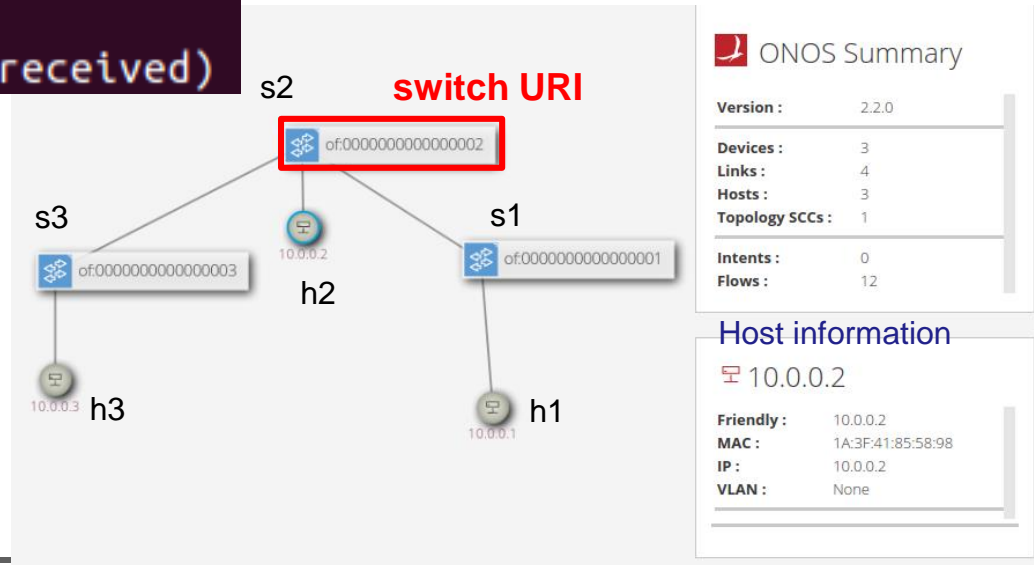 received)
s2
switch URI
of:0000000000000002
s3
s1
10.0.0.2
of:0000000000000003
of:0000000000000001
h2
10.0.0.3
h3
h1
10.0.0.1
ONOS Summary
Version : 2.2.0
Devices : 3
Links : 4
Hosts : 3
Topology SCCs : 1
Intents : 0
Flows : 12
Host information
10.0.0.2
Friendly : 10.0.0.2
MAC : 1A:3F:41:85:58:98
IP : 10.0.0.2
VLAN : None